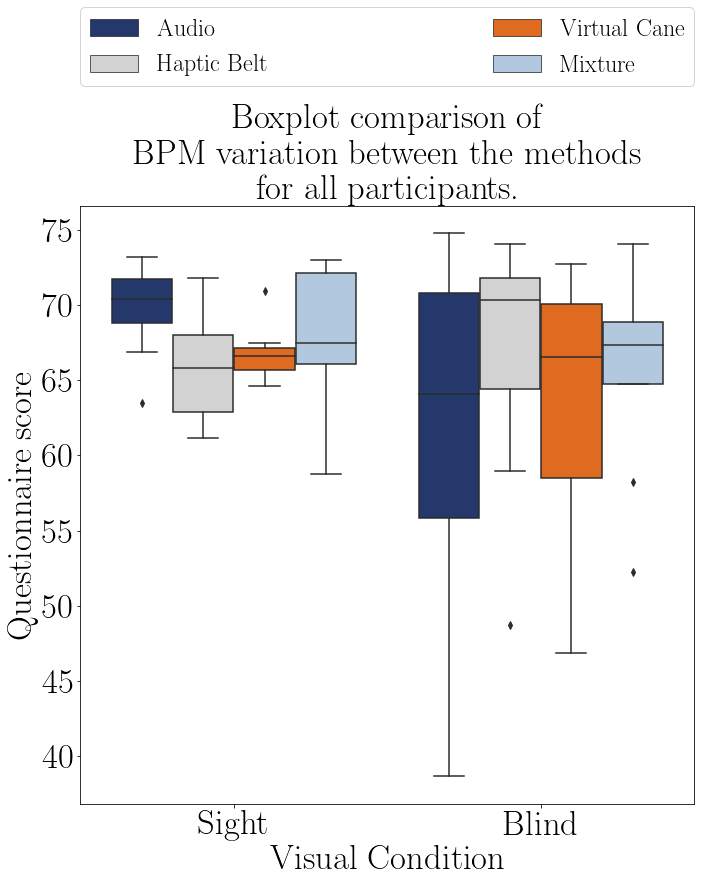 Audio
Haptic Belt
Virtual Cane
Mixture
Boxplot comparison of
BPM variation between the methods
for all participants.
Questionnaire score
75
70
65
60
55
50
45
40
Sight
Blind
Visual Condition